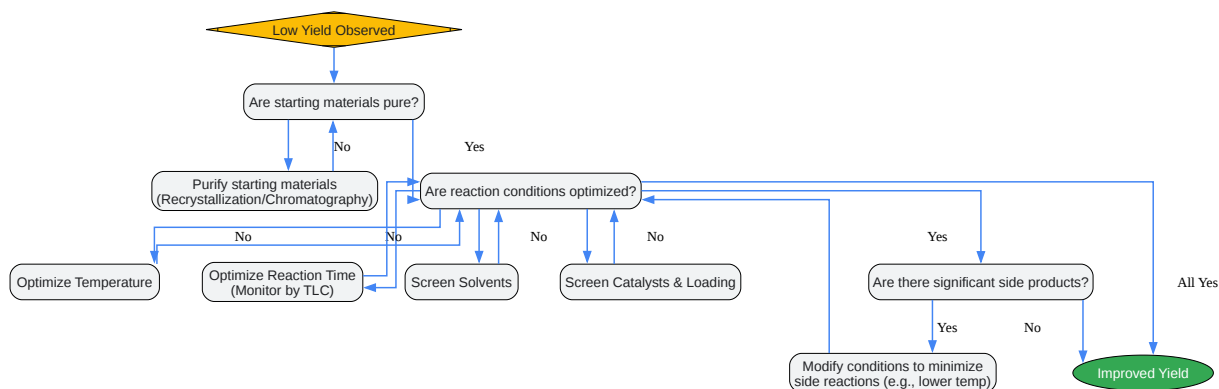 Low Yield Observed
Are starting materials pure?
No
Yes
Purify starting materials
(Recrystallization/Chromatography)
Are reaction conditions optimized?
No
No
No
No
Yes
Optimize Temperature
Optimize Reaction Time
(Monitor by TLC)
Screen Solvents
Screen Catalysts & Loading
Are there significant side products?
All Yes
Yes
No
Modify conditions to minimize
side reactions (e.g., lower temp)
Improved Yield